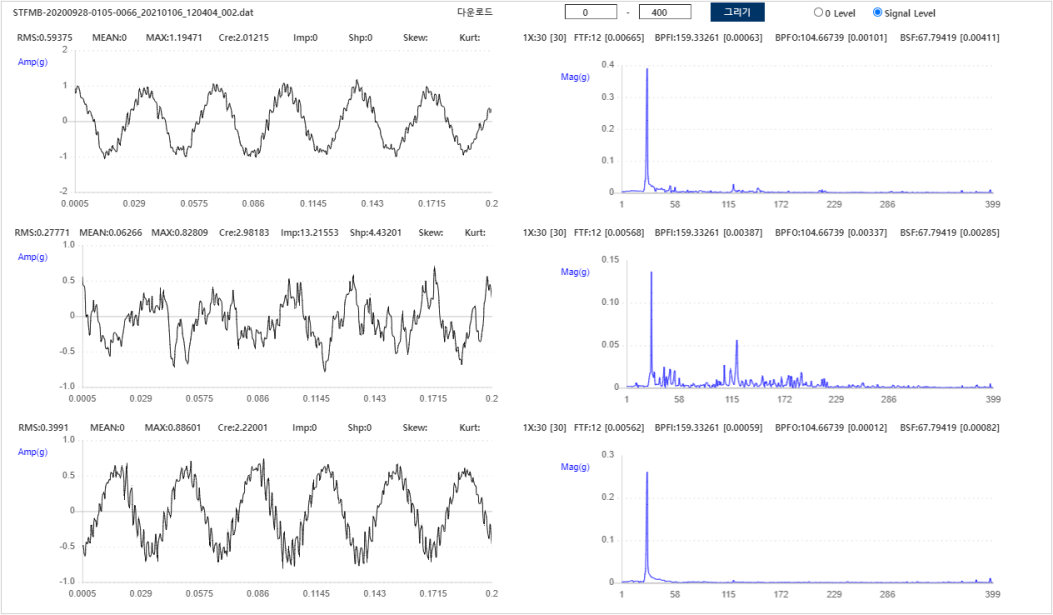 STFMB-20200928-0105-0066_20210106_120404_002.dat 다운로드 0 - 400 그리기 0 Level Signal Level
RMS:0.59375 MEAN:0 MAX:1.19471 Cre:2.01215 Imp:0 Shp:0 Skew: Kurt:
Amp(g)
2
1
0
-1
-2
0.0005 0.029 0.0575 0.086 0.1145 0.143 0.1715 0.2
1X:30 [30] FTF:12 [0.00665] BPFI:159.33261 [0.00063] BPFO:104.66739 [0.00101] BSF:67.79419 [0.00411]
Mag(g)
0.4
0.3
0.2
0.1
0
1 58 115 172 229 286 399
RMS:0.27771 MEAN:0.06266 MAX:0.82809 Cre:2.98183 Imp:13.21553 Shp:4.43201 Skew: Kurt:
Amp(g)
1.0
0.5
0
-0.5
-1.0
0.0005 0.029 0.0575 0.086 0.1145 0.143 0.1715 0.2
1X:30 [30] FTF:12 [0.00568] BPFI:159.33261 [0.00387] BPFO:104.66739 [0.00337] BSF:67.79419 [0.00285]
Mag(g)
0.15
0.10
0.05
0
1 58 115 172 229 286 399
RMS:0.3991 MEAN:0 MAX:0.88601 Cre:2.22001 Imp:0 Shp:0 Skew: Kurt:
Amp(g)
1.0
0.5
0
-0.5
-1.0
0.0005 0.029 0.0575 0.086 0.1145 0.143 0.1715 0.2
1X:30 [30] FTF:12 [0.00562] BPFI:159.33261 [0.00059] BPFO:104.66739 [0.00012] BSF:67.79419 [0.00082]
Mag(g)
0.3
0.2
0.1
0
1 58 115 172 229 286 399